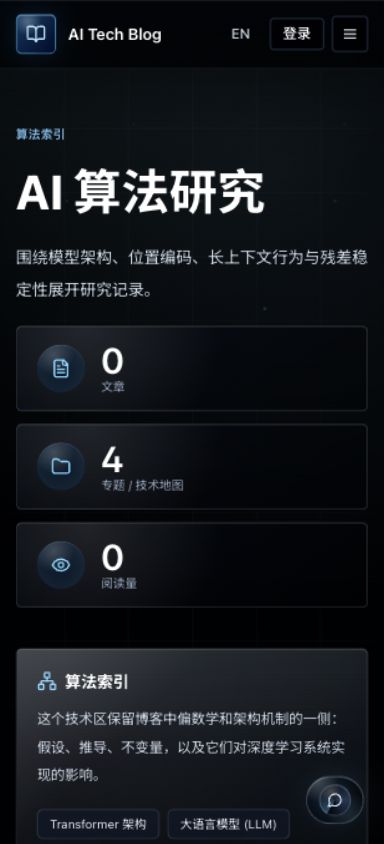 AI Tech Blog
EN
登录
算法索引
AI 算法研究
围绕模型架构、位置编码、长上下文行为与残差稳
定性展开研究记录。
0
文章
4
专题 / 技术地图
0
阅读量
算法索引
这个技术区保留博客中偏数学和架构机制的一侧：
假设、推导、不变量，以及它们对深度学习系统实
现的影响。
Transformer 架构
大语言模型 (LLM)